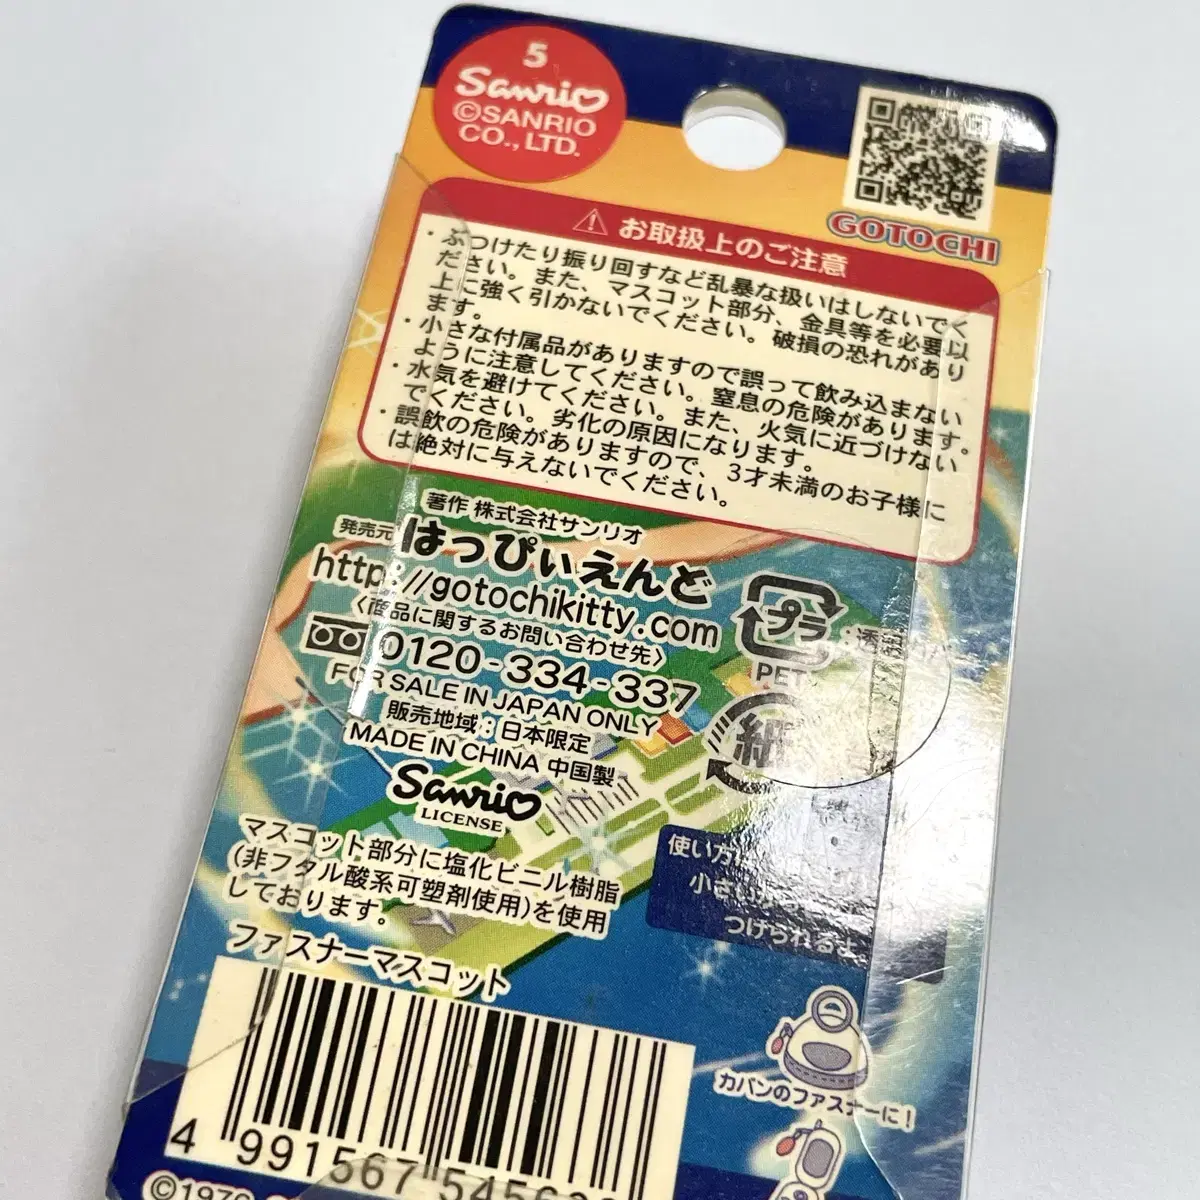 5
Sanrio
©SANRIO
CO., LTD.
GOTOCHI
⚠ お取扱上のご注意
・ぶつけたり振り回すなど乱暴な扱いはしないでく
ださい。また、マスコット部分、金具等を必要以
上に強く引かないでください。破損の恐れがあり
ます。
・小さな付属品がありますので誤って飲み込まない
ように注意してください。窒息の危険があります。
・水気を避けてください。また、火気に近づけない
でください。劣化の原因になります。
・誤飲の危険がありますので、3才未満のお子様に
は絶対に与えないでください。
著作 株式会社サンリオ
発売元 はっぴぃえんど
http://gotochikitty.com
〈商品に関するお問い合わせ先〉
0120-334-337
FOR SALE IN JAPAN ONLY
販売地域:日本限定
MADE IN CHINA 中国製
Sanrio
LICENSE
プラ
PET
紙
マスコット部分に塩化ビニル樹脂
(非フタル酸系可塑剤使用)を使用
しております。
ファスナーマスコット
使い方
小さい
つけられるよ
カバンのファスナーに!
4 991567 545